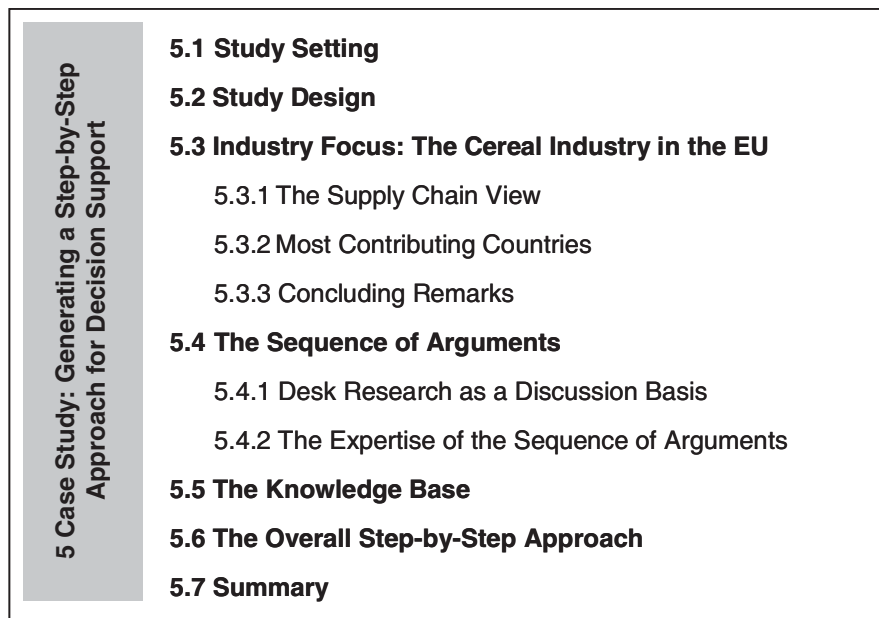 5 Case Study: Generating a Step-by-Step
Approach for Decision Support
5.1 Study Setting
5.2 Study Design
5.3 Industry Focus: The Cereal Industry in the EU
5.3.1 The Supply Chain View
5.3.2 Most Contributing Countries
5.3.3 Concluding Remarks
5.4 The Sequence of Arguments
5.4.1 Desk Research as a Discussion Basis
5.4.2 The Expertise of the Sequence of Arguments
5.5 The Knowledge Base
5.6 The Overall Step-by-Step Approach
5.7 Summary